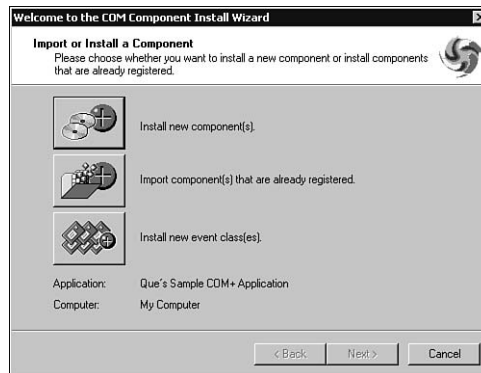 Welcome to the COM Component Install Wizard
Import or Install a Component
Please choose whether you want to install a new component or install components
that are already registered.
Install new component(s).
Import component(s) that are already registered.
Install new event class(es).
Application: Que's Sample COM+ Application
Computer: My Computer
< Back Next > Cancel